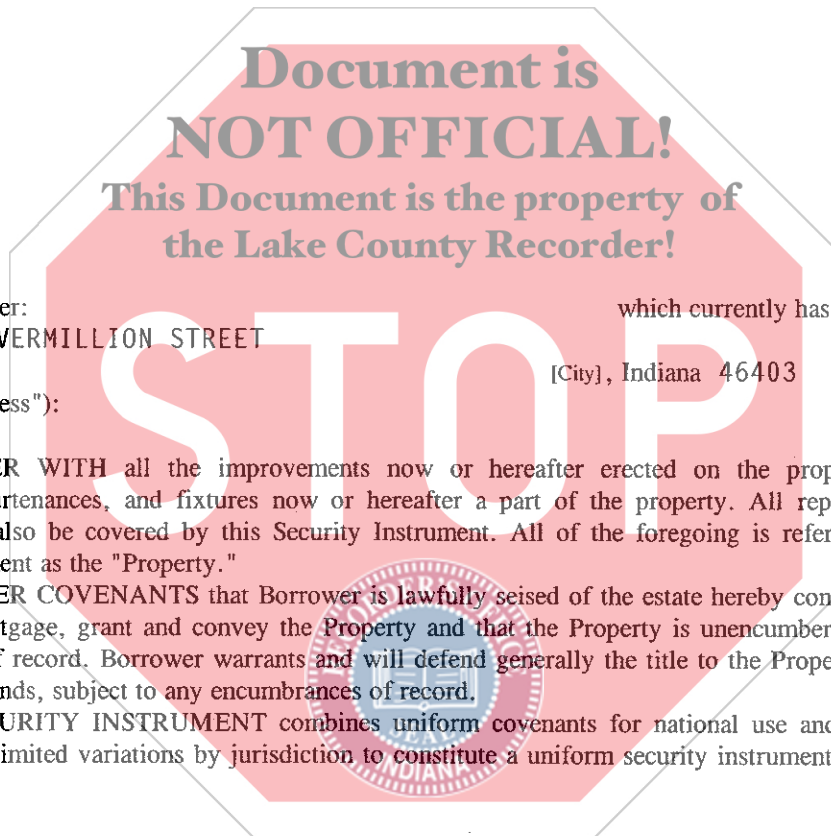 Document is
NOT OFFICIAL!
This Document is the property of
the Lake County Recorder!
er: which currently has
VERMILLION STREET
[City], Indiana 46403
ess"):
STOP
ER WITH all the improvements now or hereafter erected on the prop
rtenances, and fixtures now or hereafter a part of the property. All rep
also be covered by this Security Instrument. All of the foregoing is refer
ent as the "Property."
ER COVENANTS that Borrower is lawfully seised of the estate hereby con
tgage, grant and convey the Property and that the Property is unencumber
f record. Borrower warrants and will defend generally the title to the Prope
nds, subject to any encumbrances of record.
URITY INSTRUMENT combines uniform covenants for national use and
imited variations by jurisdiction to constitute a uniform security instrument
SEAL
INDIANA